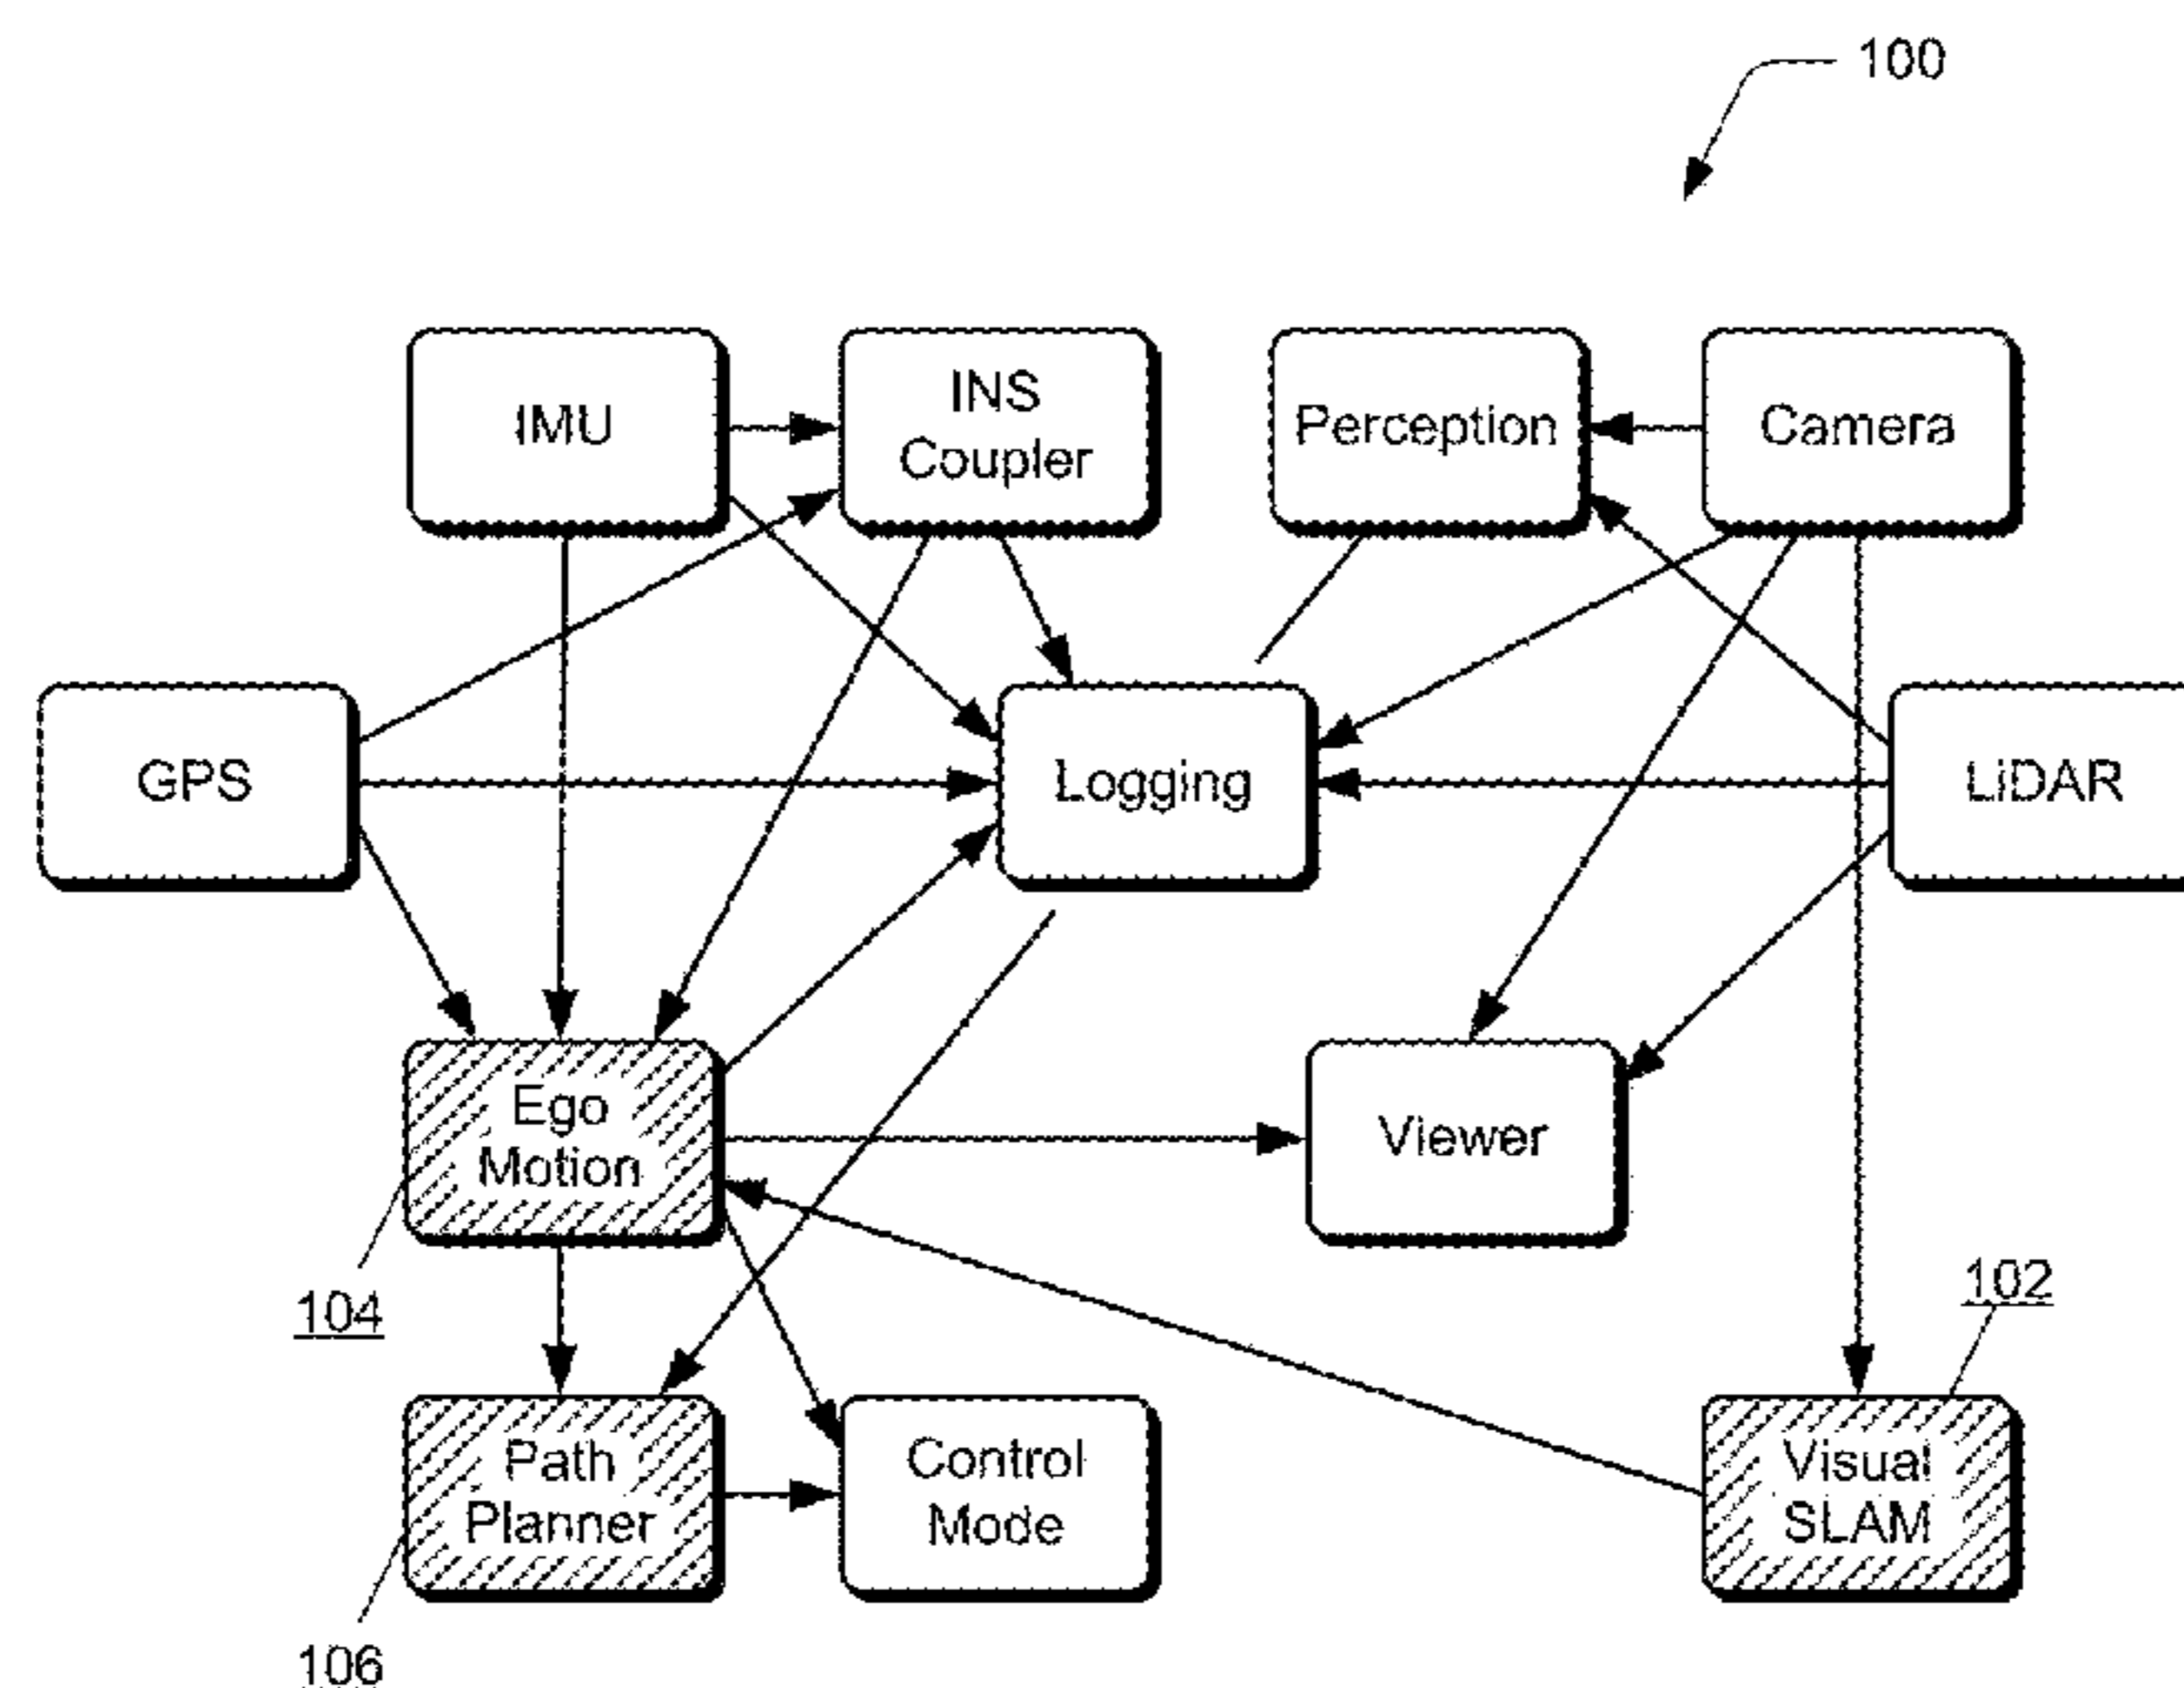 100
IMU
INS
Coupler
Perception
Camera
GPS
Logging
LiDAR
Ego
Motion
Viewer
104
102
Path
Planner
Control
Mode
Visual
SLAM
106